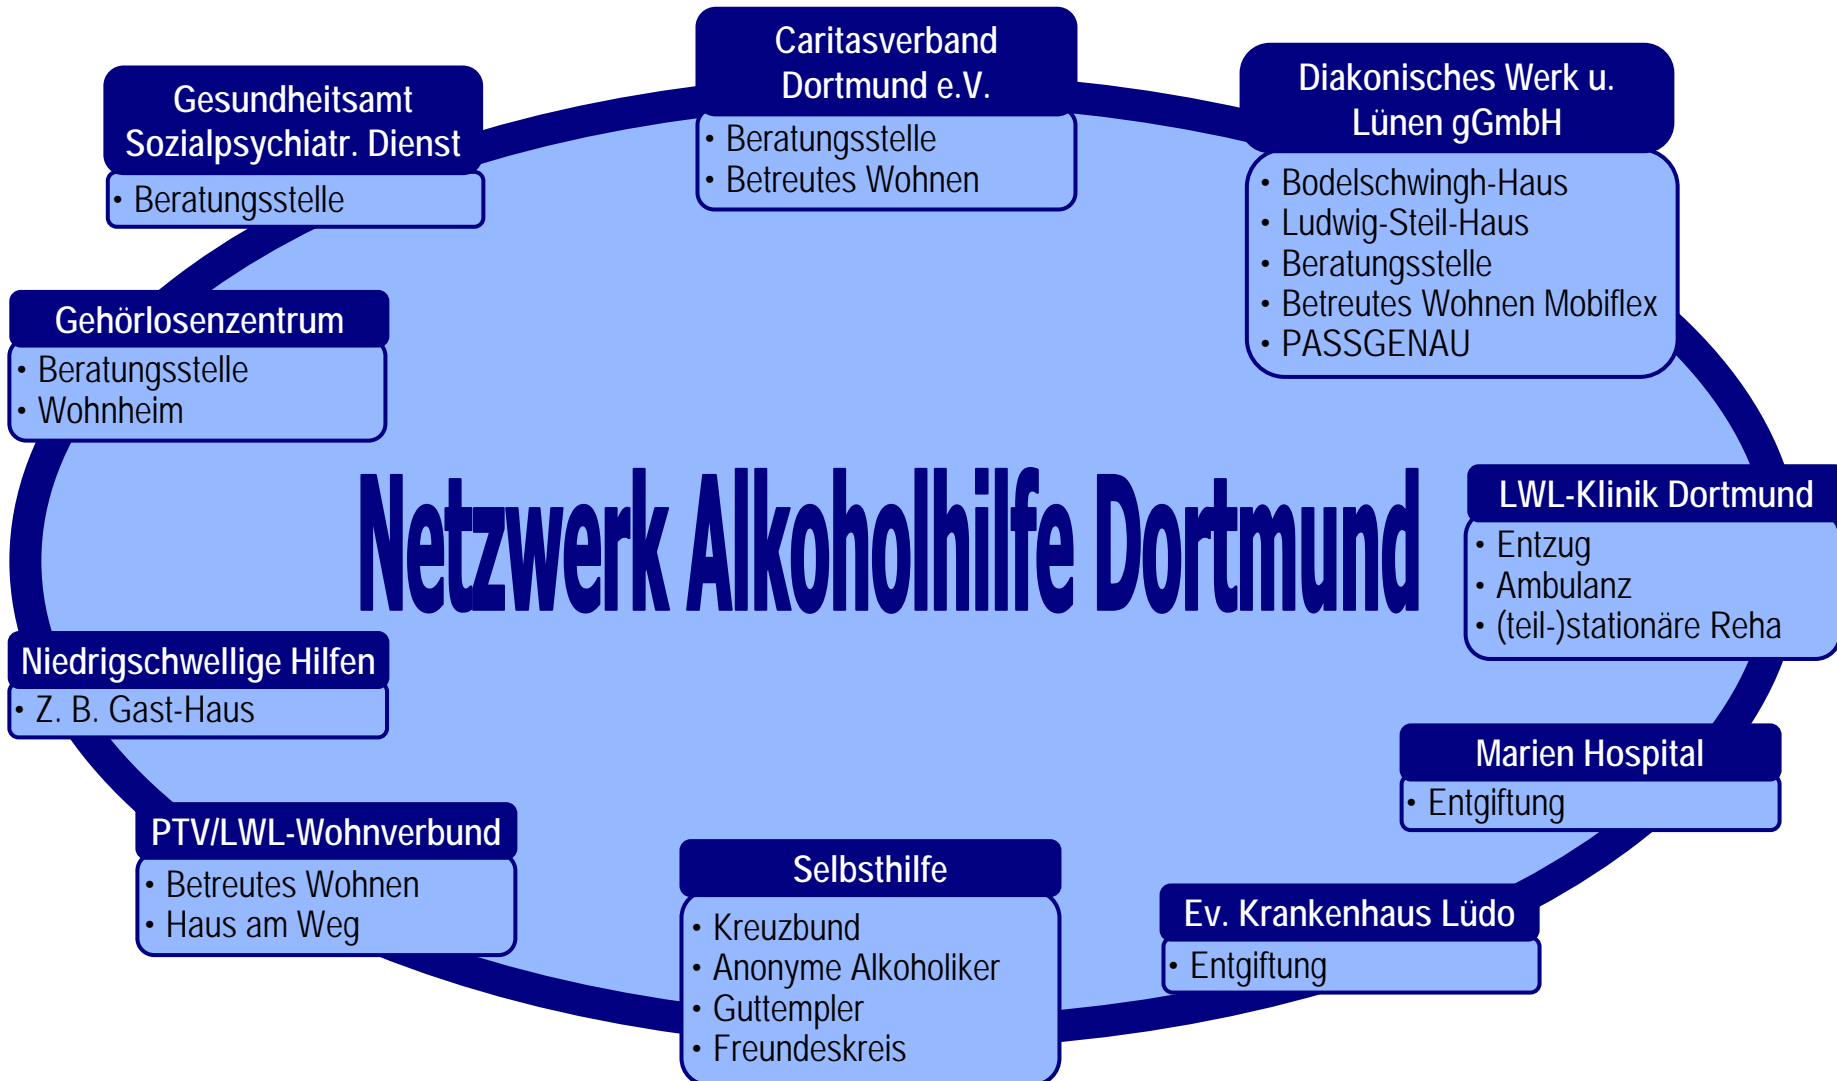 Caritasverband
Dortmund e.V.
• Beratungsstelle
• Betreutes Wohnen
Diakonisches Werk u.
Lünen gGmbH
• Bodelschwingh-Haus
• Ludwig-Steil-Haus
• Beratungsstelle
• Betreutes Wohnen Mobiflex
• PASSGENAU
Gesundheitsamt
Sozialpsychiatr. Dienst
• Beratungsstelle
Gehörlosenzentrum
• Beratungsstelle
• Wohnheim
Netzwerk Alkoholhilfe Dortmund
LWL-Klinik Dortmund
• Entzug
• Ambulanz
• (teil-)stationäre Reha
Niedrigschwellige Hilfen
• Z. B. Gast-Haus
Marien Hospital
• Entgiftung
PTV/LWL-Wohnverbund
• Betreutes Wohnen
• Haus am Weg
Selbsthilfe
• Kreuzbund
• Anonyme Alkoholiker
• Guttempler
• Freundeskreis
Ev. Krankenhaus Lüdo
• Entgiftung